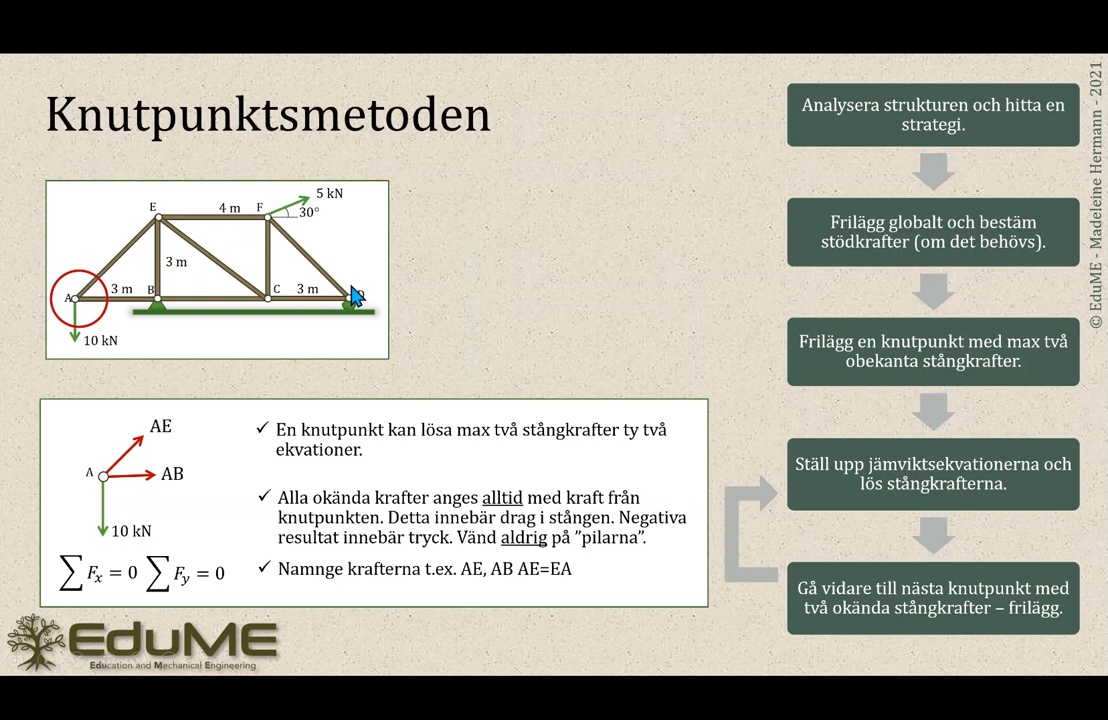 Knutpunktsmetoden
© EduME - Madeleine Hermann - 2021
E
4 m
F
5 kN
30°
3 m
A
3 m
B
C
3 m
10 kN
AE
A
AB
10 kN
∑ Fx = 0 ∑ Fy = 0
✓ En knutpunkt kan lösa max två stångkrafter ty två
ekvationer.
✓ Alla okända krafter anges alltid med kraft från
knutpunkten. Detta innebär drag i stången. Negativa
resultat innebär tryck. Vänd aldrig på ”pilarna”.
✓ Namnge krafterna t.ex. AE, AB AE=EA
Analysera strukturen och hitta en
strategi.
Frilägg globalt och bestäm
stödkrafter (om det behövs).
Frilägg en knutpunkt med max två
obekanta stångkrafter.
Ställ upp jämviktsekvationerna och
lös stångkrafterna.
Gå vidare till nästa knutpunkt med
två okända stångkrafter – frilägg.
EduME
Education and Mechanical Engineering